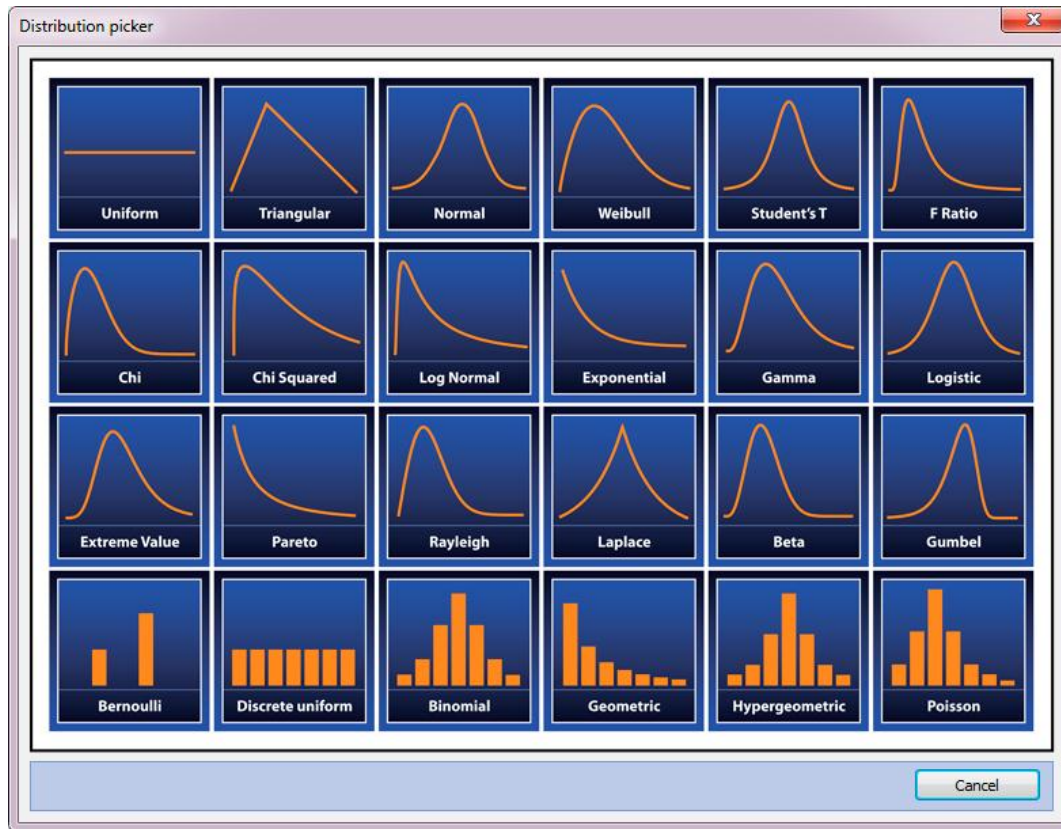 Distribution picker
Uniform
Triangular
Normal
Weibull
Student's T
F Ratio
Chi
Chi Squared
Log Normal
Exponential
Gamma
Logistic
Extreme Value
Pareto
Rayleigh
Laplace
Beta
Gumbel
Bernoulli
Discrete uniform
Binomial
Geometric
Hypergeometric
Poisson
Cancel